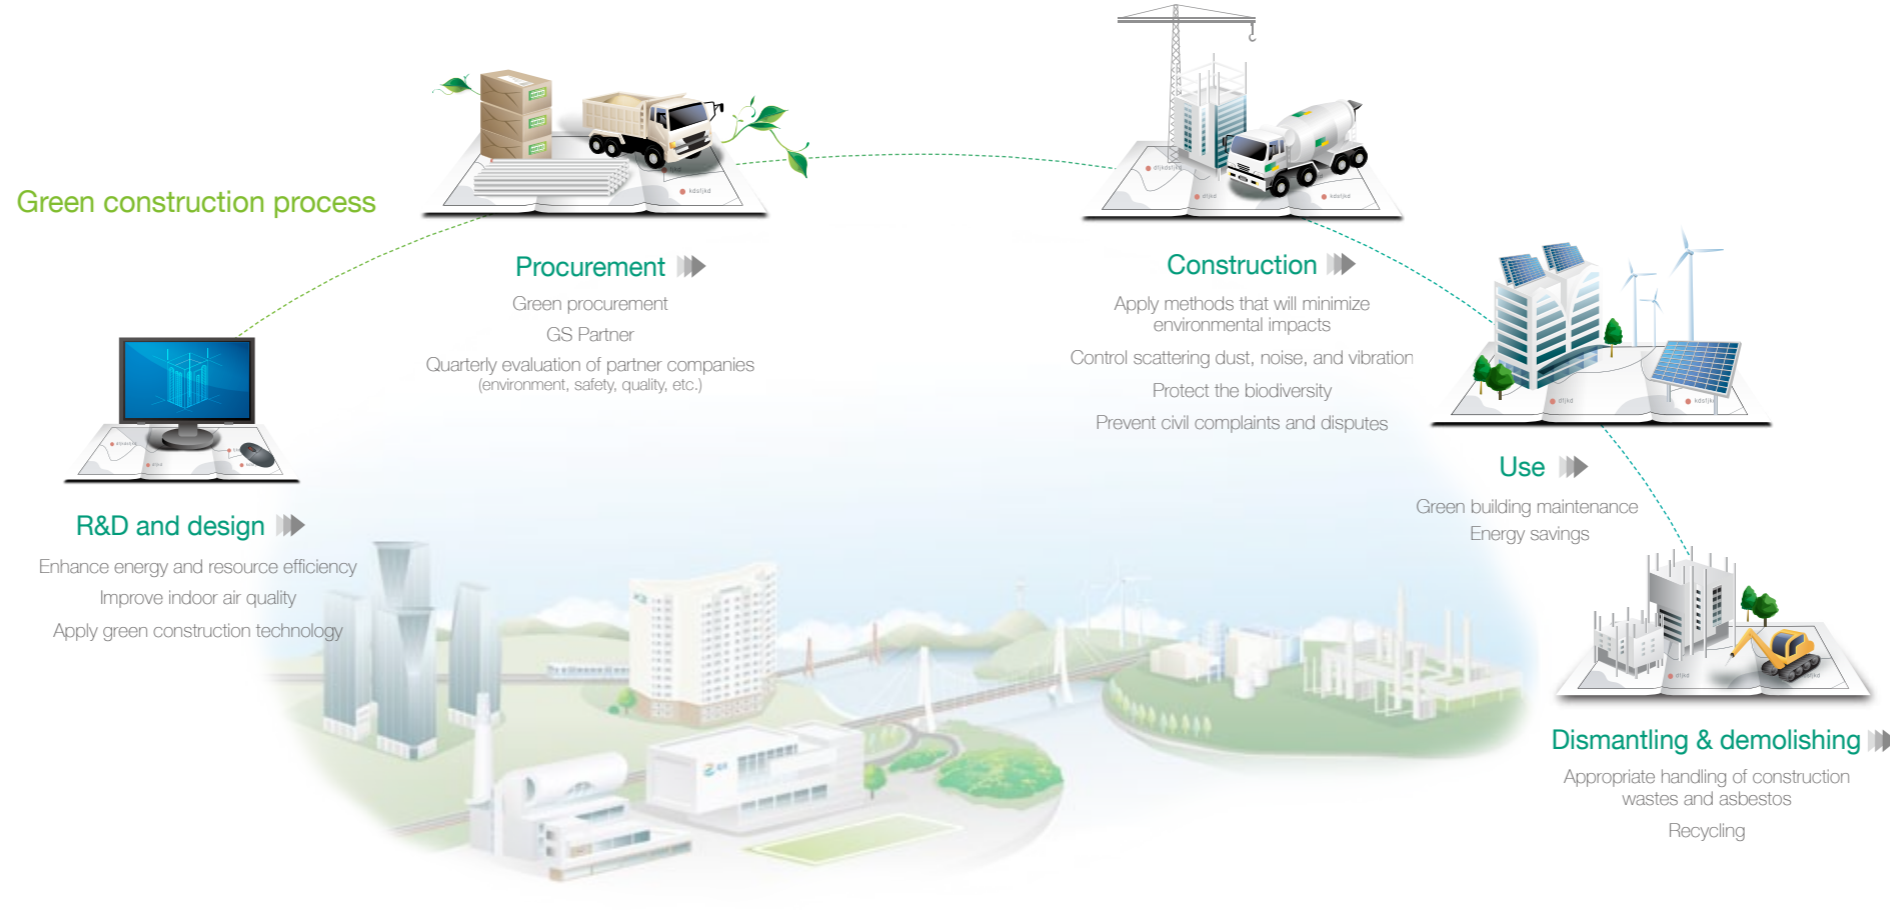 Green construction process
R&D and design
Enhance energy and resource efficiency
Improve indoor air quality
Apply green construction technology
Procurement
Green procurement
GS Partner
Quarterly evaluation of partner companies
(environment, safety, quality, etc.)
Construction
Apply methods that will minimize
environmental impacts
Control scattering dust, noise, and vibration
Protect the biodiversity
Prevent civil complaints and disputes
Use
Green building maintenance
Energy savings
Dismantling & demolishing
Appropriate handling of construction
wastes and asbestos
Recycling